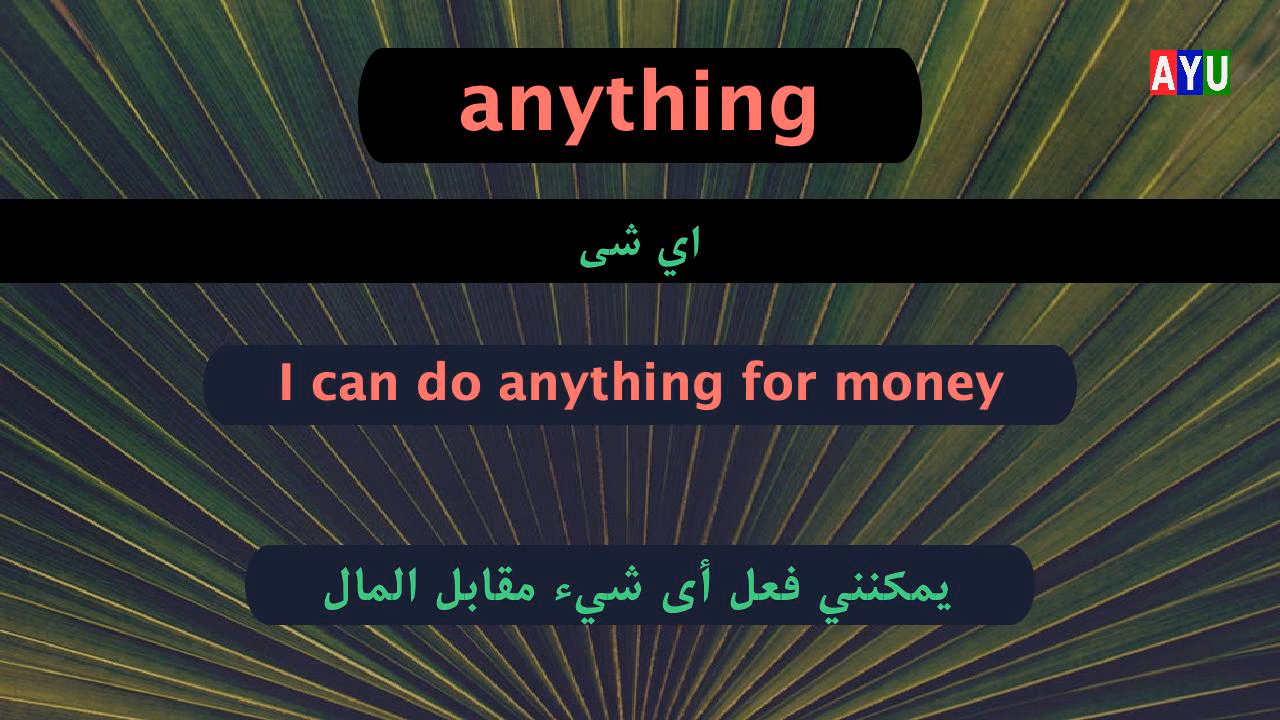 anything
AYU
اي شى
I can do anything for money
يمكنني فعل أى شيء مقابل المال